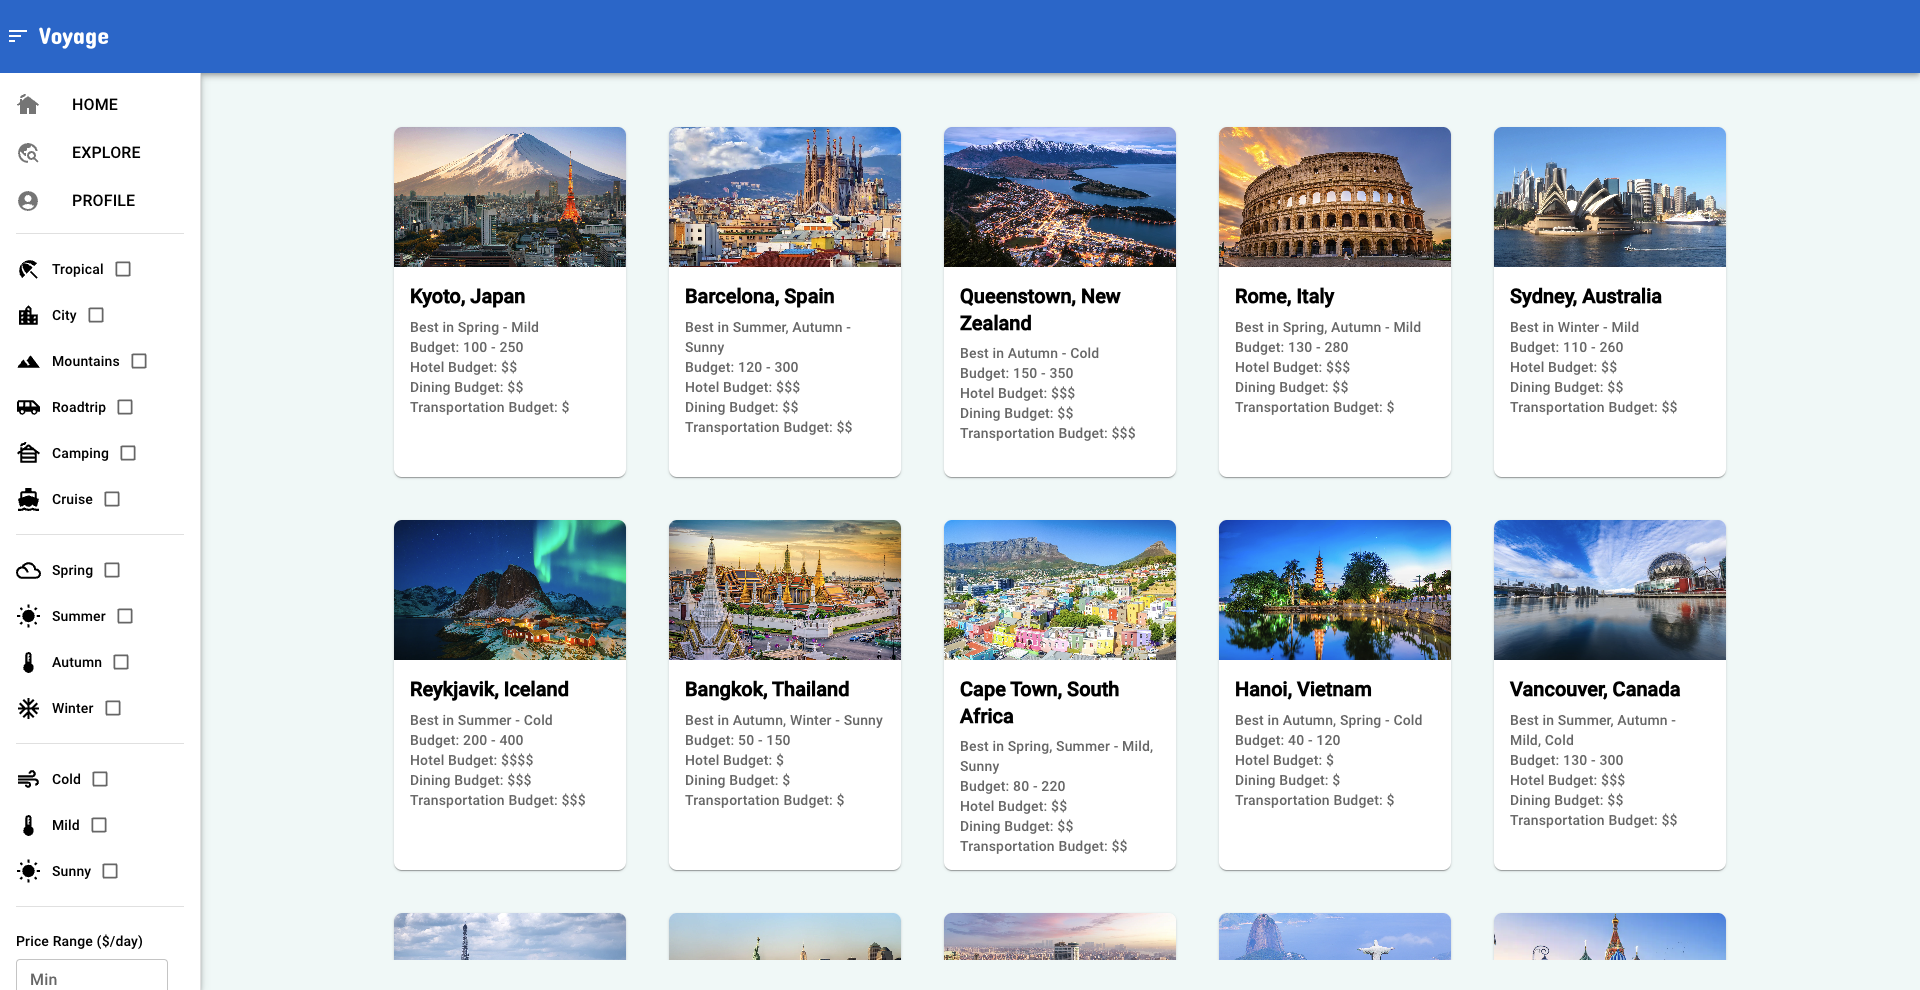 Voyage
HOME
EXPLORE
PROFILE
Tropical
City
Mountains
Roadtrip
Camping
Cruise
Spring
Summer
Autumn
Winter
Cold
Mild
Sunny
Price Range ($/day)
Min
Kyoto, Japan
Best in Spring - Mild
Budget: 100 - 250
Hotel Budget: $$
Dining Budget: $$
Transportation Budget: $
Barcelona, Spain
Best in Summer, Autumn -
Sunny
Budget: 120 - 300
Hotel Budget: $$$
Dining Budget: $$
Transportation Budget: $$
Queenstown, New
Zealand
Best in Autumn - Cold
Budget: 150 - 350
Hotel Budget: $$$
Dining Budget: $$
Transportation Budget: $$$
Rome, Italy
Best in Spring, Autumn - Mild
Budget: 130 - 280
Hotel Budget: $$$
Dining Budget: $$
Transportation Budget: $
Sydney, Australia
Best in Winter - Mild
Budget: 110 - 260
Hotel Budget: $$
Dining Budget: $$
Transportation Budget: $$
Reykjavik, Iceland
Best in Summer - Cold
Budget: 200 - 400
Hotel Budget: $$$$
Dining Budget: $$$
Transportation Budget: $$$
Bangkok, Thailand
Best in Autumn, Winter - Sunny
Budget: 50 - 150
Hotel Budget: $
Dining Budget: $
Transportation Budget: $
Cape Town, South
Africa
Best in Spring, Summer - Mild,
Sunny
Budget: 80 - 220
Hotel Budget: $$
Dining Budget: $$
Transportation Budget: $$
Hanoi, Vietnam
Best in Autumn, Spring - Cold
Budget: 40 - 120
Hotel Budget: $
Dining Budget: $
Transportation Budget: $
Vancouver, Canada
Best in Summer, Autumn -
Mild, Cold
Budget: 130 - 300
Hotel Budget: $$$
Dining Budget: $$
Transportation Budget: $$